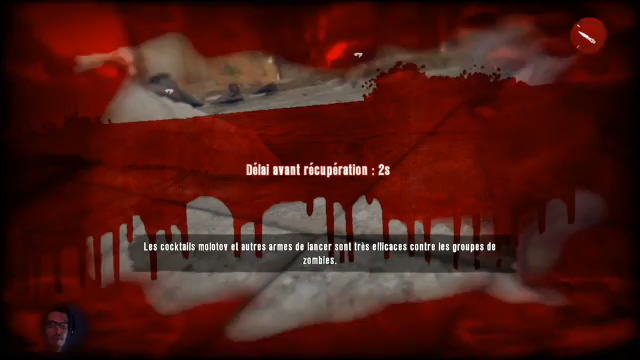 Délai avant récupération : 2s
Les cocktails molotov et autres armes de lancer sont très efficaces contre les groupes de
zombies.